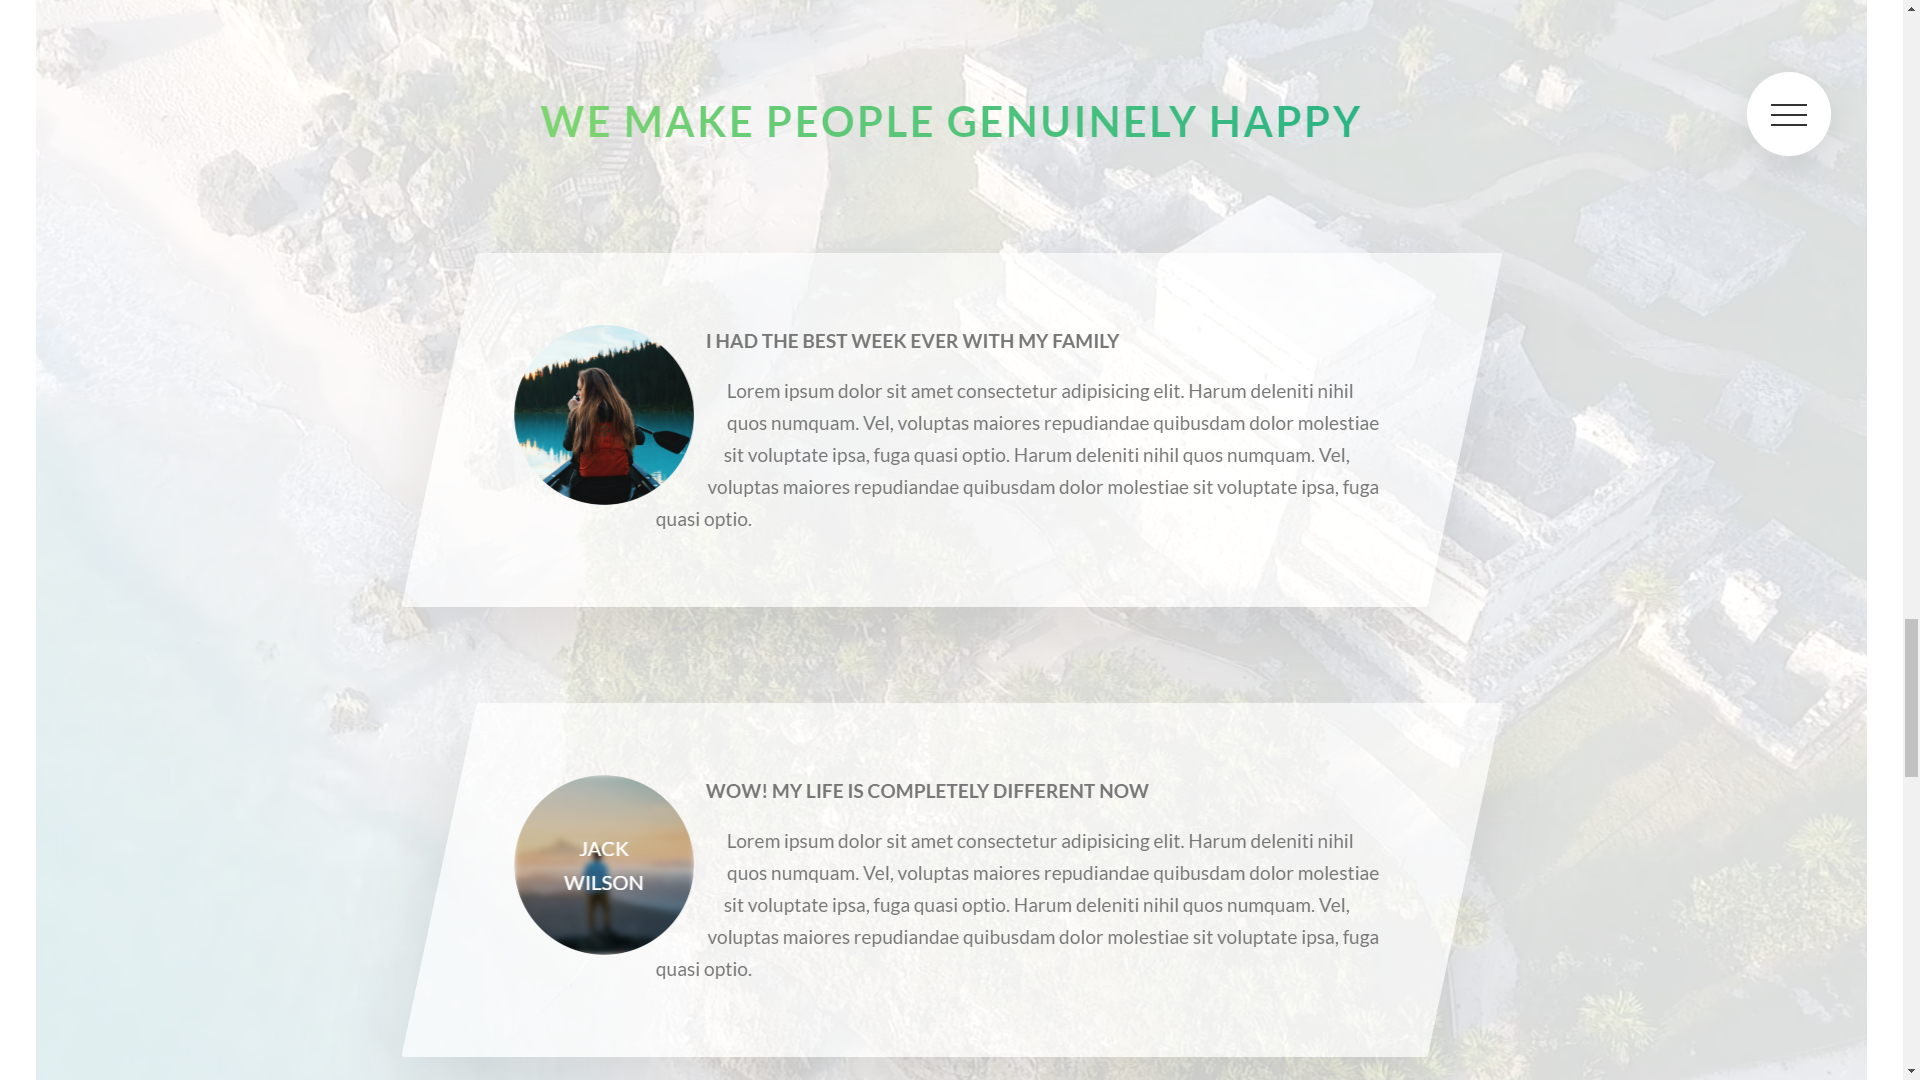 WE MAKE PEOPLE GENUINELY HAPPY
I HAD THE BEST WEEK EVER WITH MY FAMILY
Lorem ipsum dolor sit amet consectetur adipisicing elit. Harum deleniti nihil
quos numquam. Vel, voluptas maiores repudiandae quibusdam dolor molestiae
sit voluptate ipsa, fuga quasi optio. Harum deleniti nihil quos numquam. Vel,
voluptas maiores repudiandae quibusdam dolor molestiae sit voluptate ipsa, fuga
quasi optio.
JACK
WILSON
WOW! MY LIFE IS COMPLETELY DIFFERENT NOW
Lorem ipsum dolor sit amet consectetur adipisicing elit. Harum deleniti nihil
quos numquam. Vel, voluptas maiores repudiandae quibusdam dolor molestiae
sit voluptate ipsa, fuga quasi optio. Harum deleniti nihil quos numquam. Vel,
voluptas maiores repudiandae quibusdam dolor molestiae sit voluptate ipsa, fuga
quasi optio.